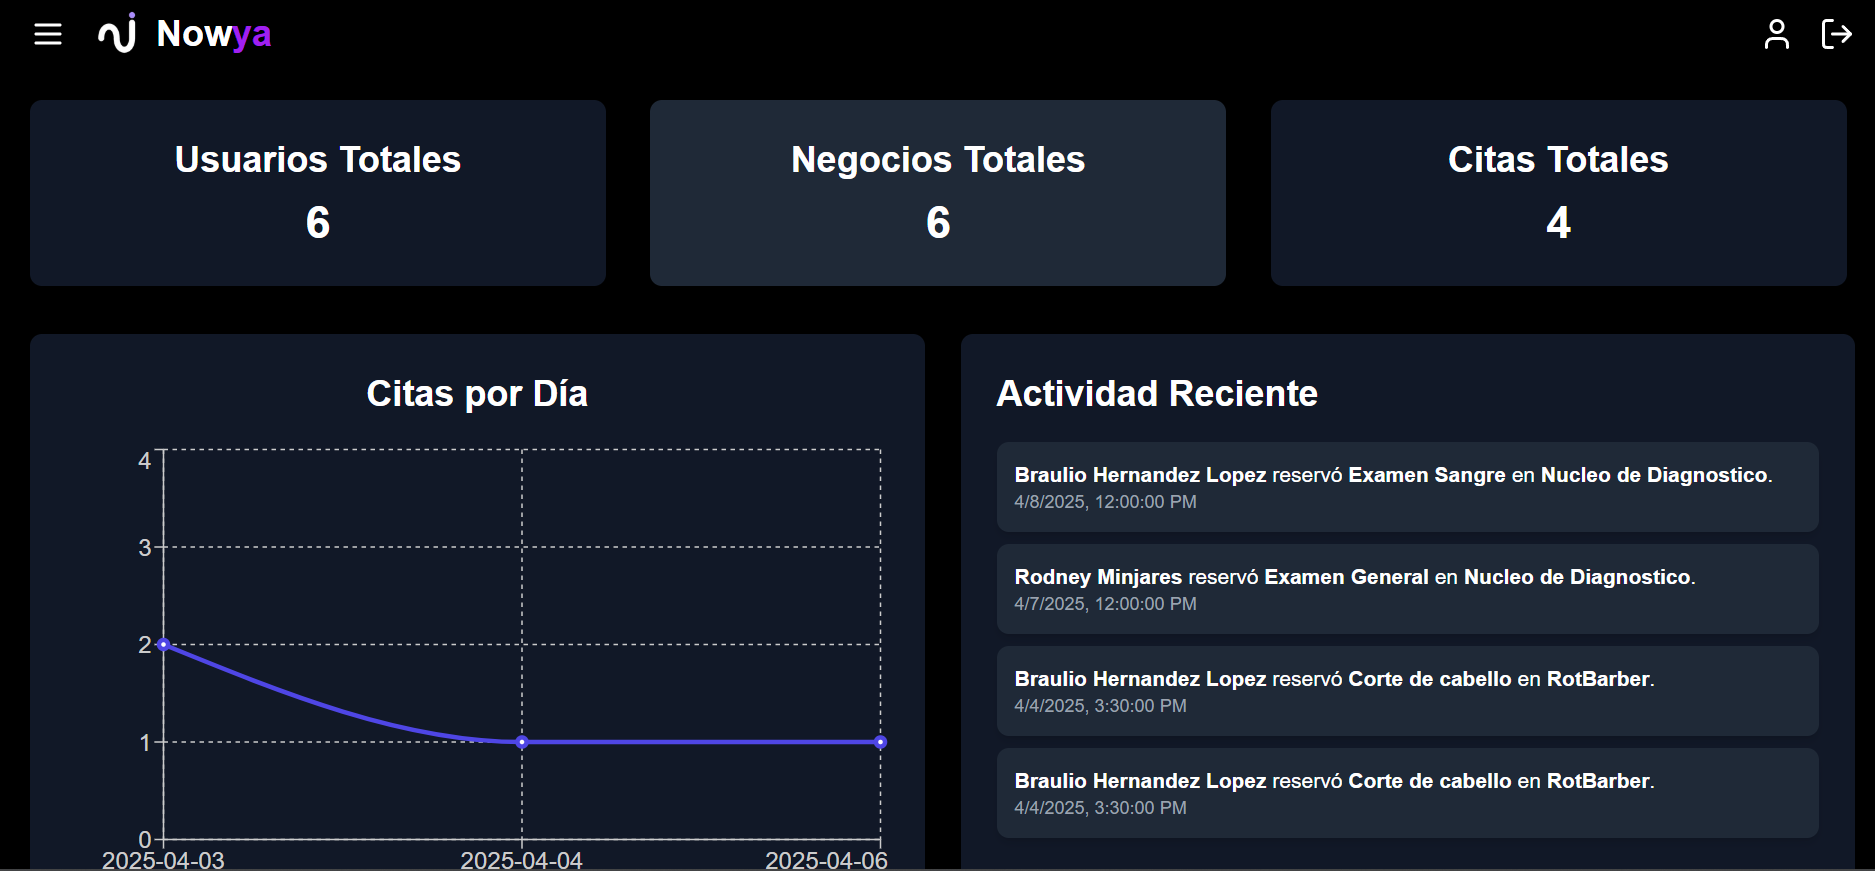 Nowya
Usuarios Totales
6
Negocios Totales
6
Citas Totales
4
Citas por Día
4
3
2
1
0
2025-04-03
2025-04-04
2025-04-06
Actividad Reciente
Braulio Hernandez Lopez reservó Examen Sangre en Nucleo de Diagnostico.
4/8/2025, 12:00:00 PM
Rodney Minjares reservó Examen General en Nucleo de Diagnostico.
4/7/2025, 12:00:00 PM
Braulio Hernandez Lopez reservó Corte de cabello en RotBarber.
4/4/2025, 3:30:00 PM
Braulio Hernandez Lopez reservó Corte de cabello en RotBarber.
4/4/2025, 3:30:00 PM